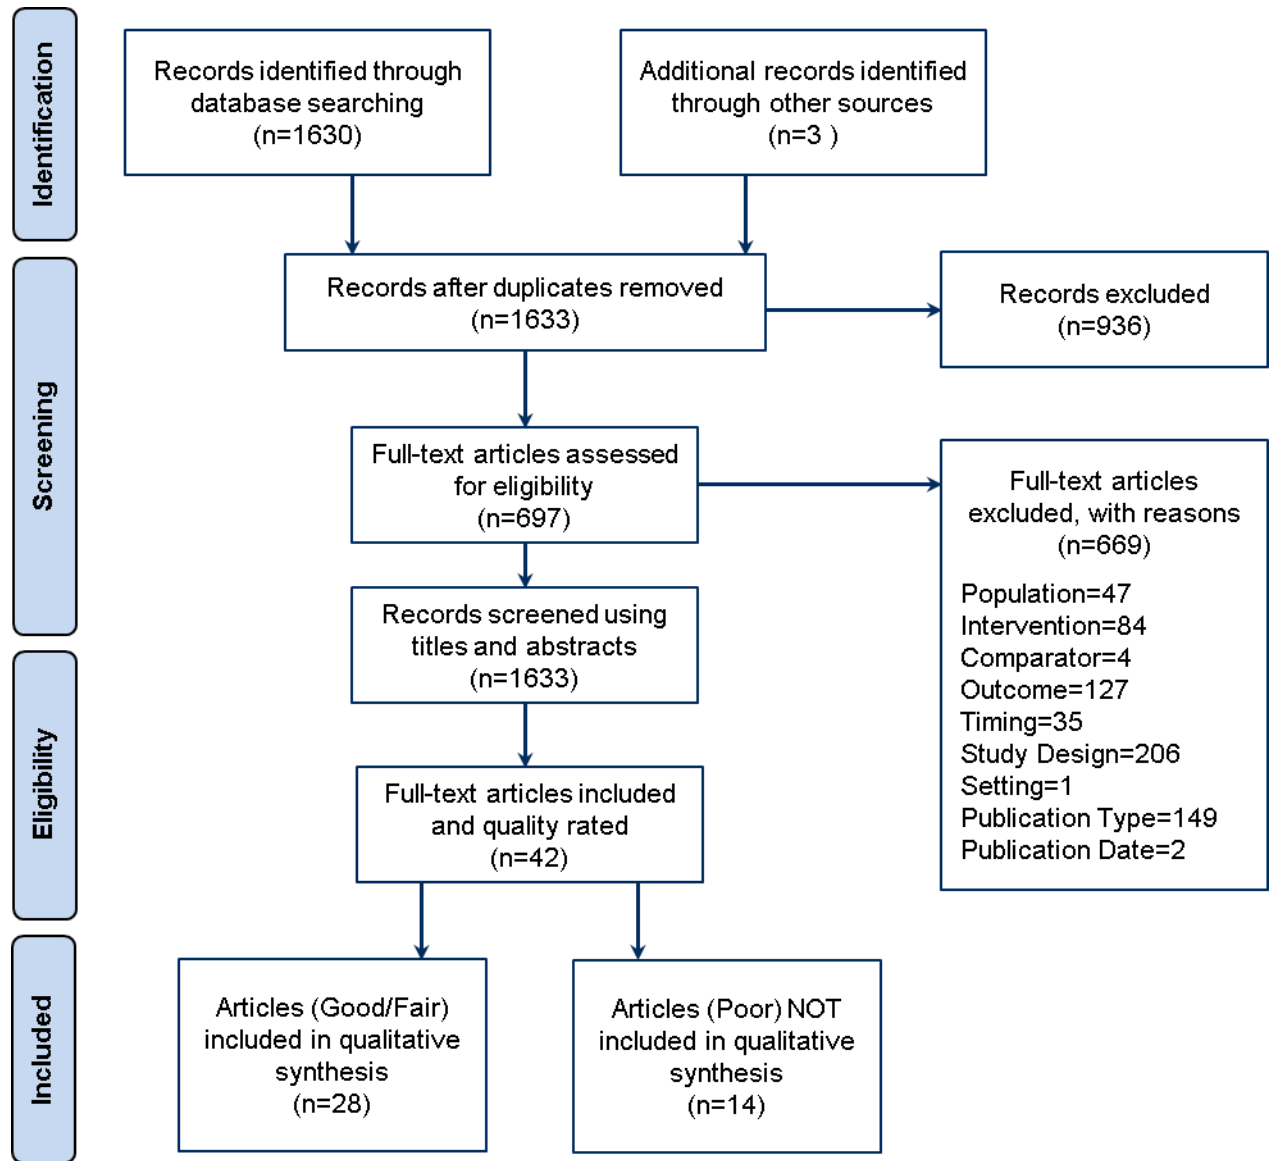 Identification
Records identified through
database searching
(n=1630)
Additional records identified
through other sources
(n=3 )
Screening
Records after duplicates removed
(n=1633)
Records excluded
(n=936)
Full-text articles assessed
for eligibility
(n=697)
Full-text articles
excluded, with reasons
(n=669)
Population=47
Intervention=84
Comparator=4
Outcome=127
Timing=35
Study Design=206
Setting=1
Publication Type=149
Publication Date=2
Records screened using
titles and abstracts
(n=1633)
Eligibility
Full-text articles included
and quality rated
(n=42)
Included
Articles (Good/Fair)
included in qualitative
synthesis
(n=28)
Articles (Poor) NOT
included in qualitative
synthesis
(n=14)